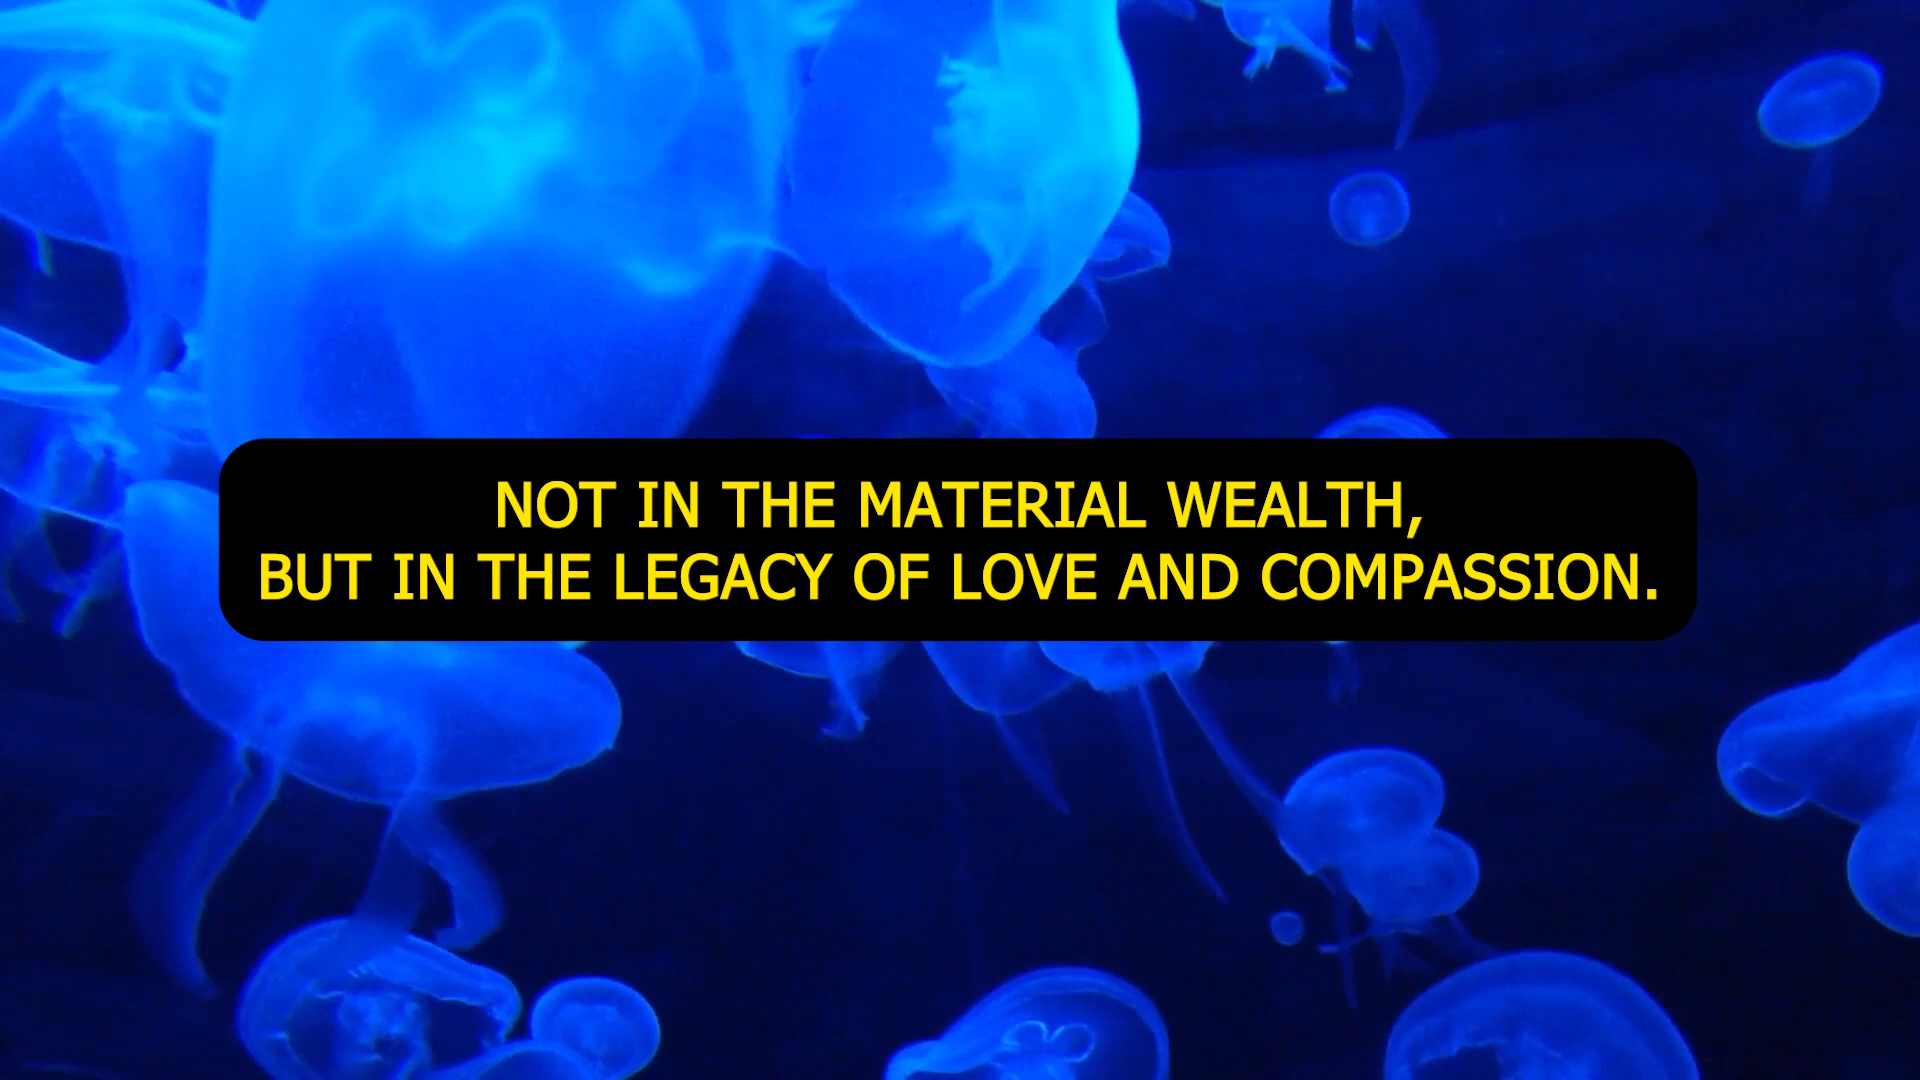 NOT IN THE MATERIAL WEALTH,
BUT IN THE LEGACY OF LOVE AND COMPASSION.